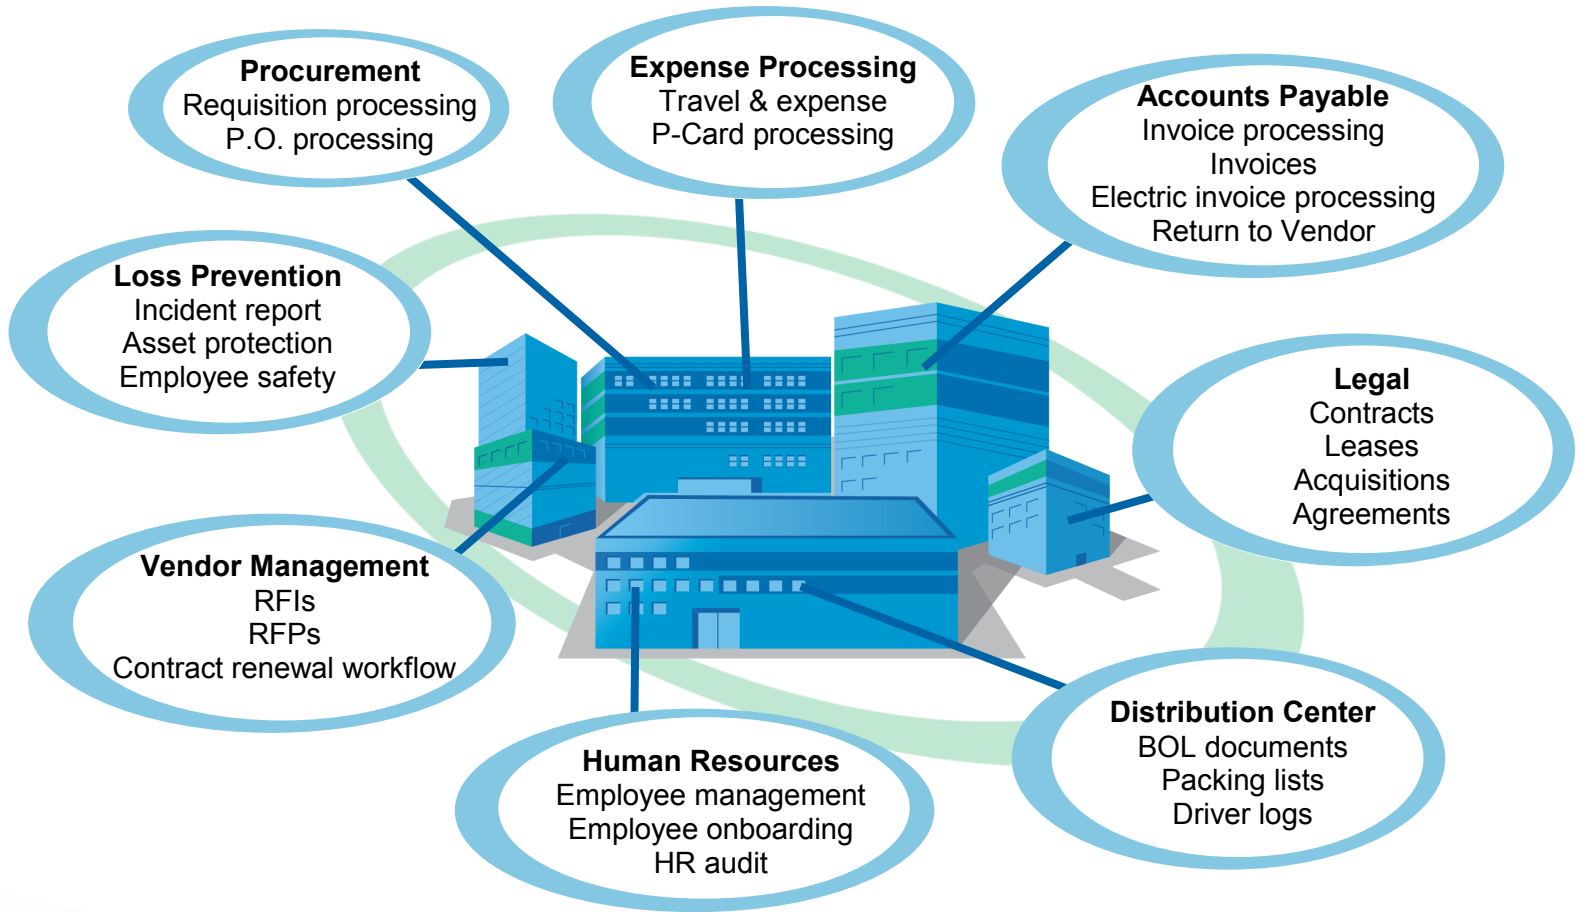 Procurement
Requisition processing
P.O. processing
Expense Processing
Travel & expense
P-Card processing
Accounts Payable
Invoice processing
Invoices
Electric invoice processing
Return to Vendor
Loss Prevention
Incident report
Asset protection
Employee safety
Legal
Contracts
Leases
Acquisitions
Agreements
Vendor Management
RFIs
RFPs
Contract renewal workflow
Human Resources
Employee management
Employee onboarding
HR audit
Distribution Center
BOL documents
Packing lists
Driver logs